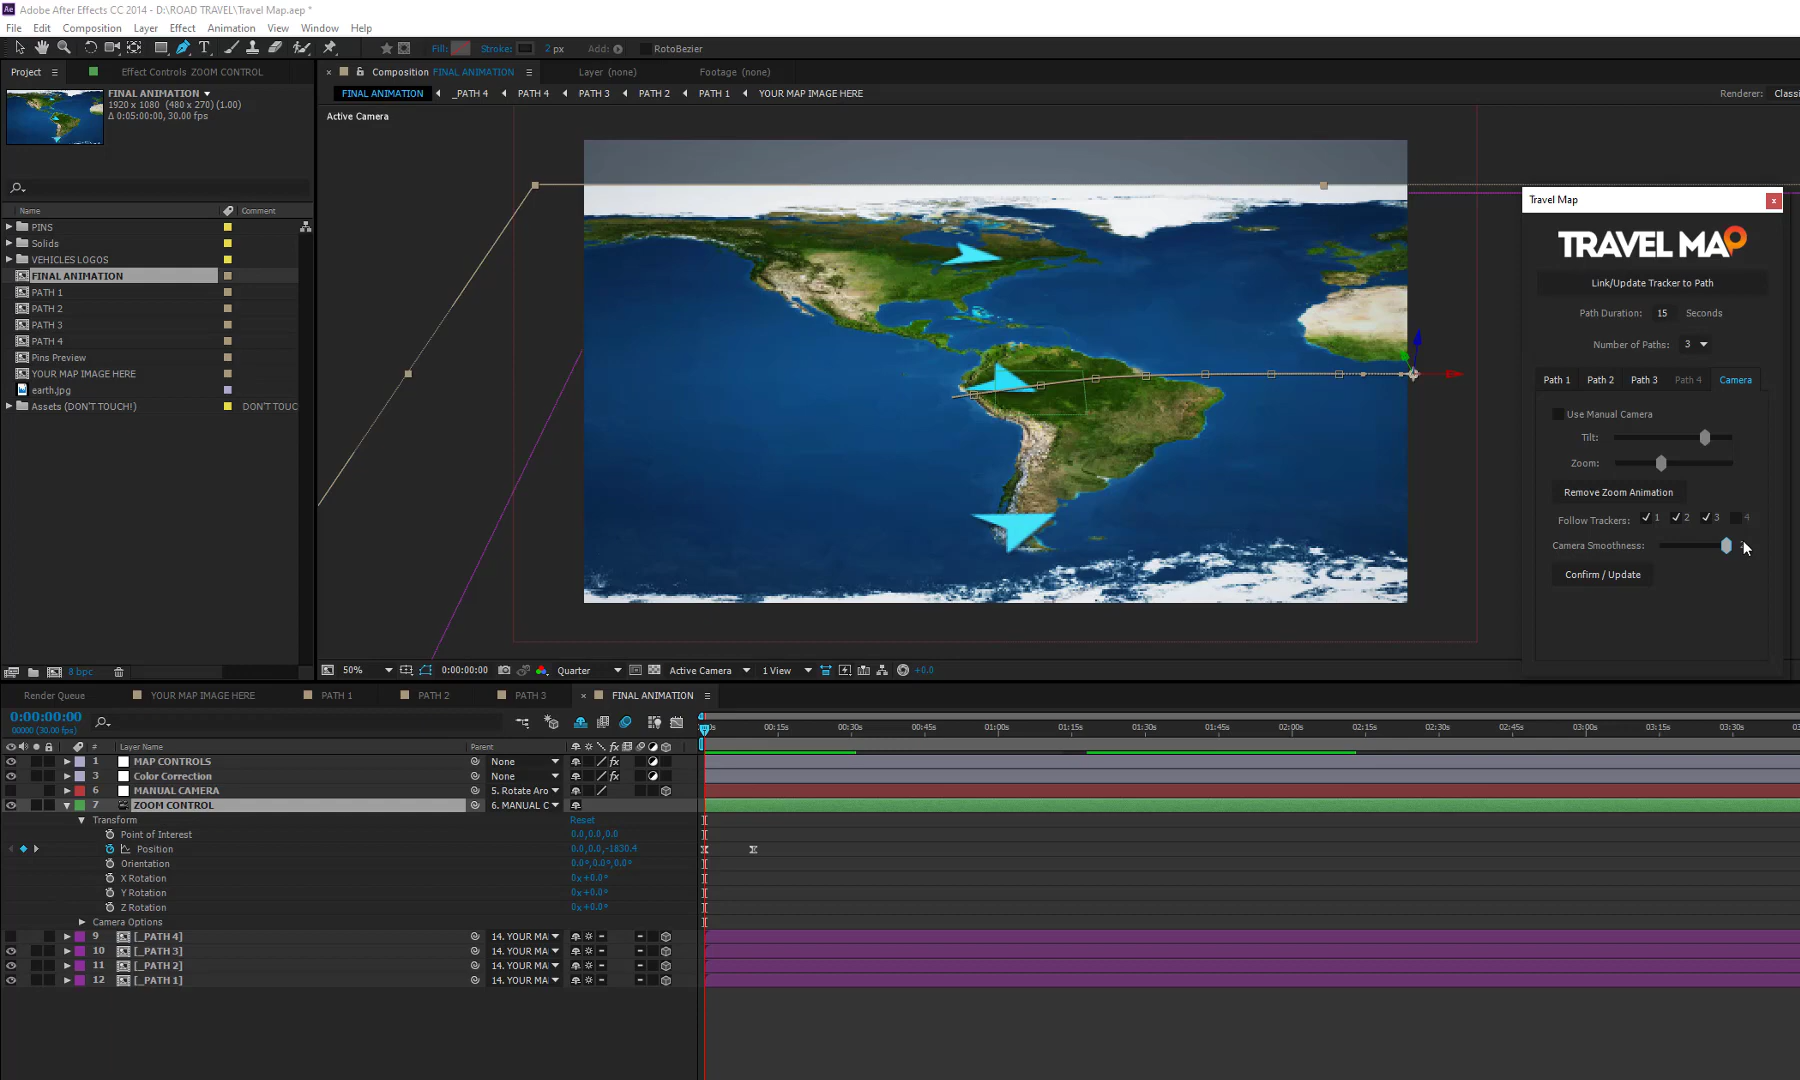 Adobe After Effects CC 2014 - D:\ROAD TRAVEL\Travel Map.aep *
File Edit Composition Layer Effect Animation View Window Help
Fill: Stroke: 2 px Add: RotoBezier
Project Effect Controls ZOOM CONTROL
FINAL ANIMATION
1920 x 1080 (480 x 270) (1.00)
Δ 0:05:00:00, 30.00 fps
Name Comment
PINS
Solids
VEHICLES LOGOS
FINAL ANIMATION
PATH 1
PATH 2
PATH 3
PATH 4
Pins Preview
YOUR MAP IMAGE HERE
earth.jpg
Assets (DON'T TOUCH!) DON'T TOUC
8 bpc
Composition FINAL ANIMATION Layer (none) Footage (none)
FINAL ANIMATION _PATH 4 PATH 4 PATH 3 PATH 2 PATH 1 YOUR MAP IMAGE HERE
Renderer: Classi
Active Camera
50% 0:00:00:00 Quarter Active Camera 1 View +0.0
Travel Map
TRAVEL MAP
Link/Update Tracker to Path
Path Duration: 15 Seconds
Number of Paths: 3
Path 1 Path 2 Path 3 Path 4 Camera
Use Manual Camera
Tilt:
Zoom:
Remove Zoom Animation
Follow Trackers: 1 2 3 4
Camera Smoothness:
Confirm / Update
Render Queue YOUR MAP IMAGE HERE PATH 1 PATH 2 PATH 3 FINAL ANIMATION
0:00:00:00
00000 (30.00 fps)
00:15s 00:30s 00:45s 01:00s 01:15s 01:30s 01:45s 02:00s 02:15s 02:30s 02:45s 03:00s 03:15s 03:30s
# Layer Name Parent
1 MAP CONTROLS None
3 Color Correction None
6 MANUAL CAMERA 5. Rotate Aro
7 ZOOM CONTROL 6. MANUAL C
Transform Reset
Point of Interest 0.0,0.0,0.0
Position 0.0,0.0,-1830.4
Orientation 0.0°,0.0°,0.0°
X Rotation 0x+0.0°
Y Rotation 0x+0.0°
Z Rotation 0x+0.0°
Camera Options
9 [_PATH 4] 14. YOUR MA
10 [_PATH 3] 14. YOUR MA
11 [_PATH 2] 14. YOUR MA
12 [_PATH 1] 14. YOUR MA